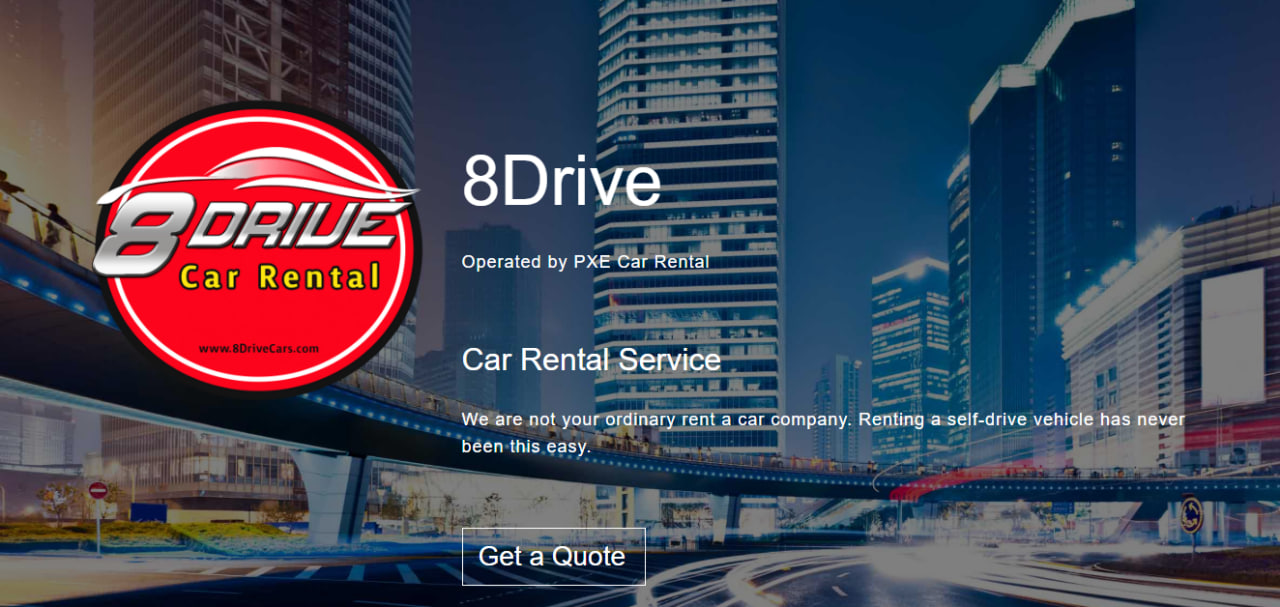 8DRIVE
Car Rental
www.8DriveCars.com
8Drive
Operated by PXE Car Rental
Car Rental Service
We are not your ordinary rent a car company. Renting a self-drive vehicle has never
been this easy.
Get a Quote